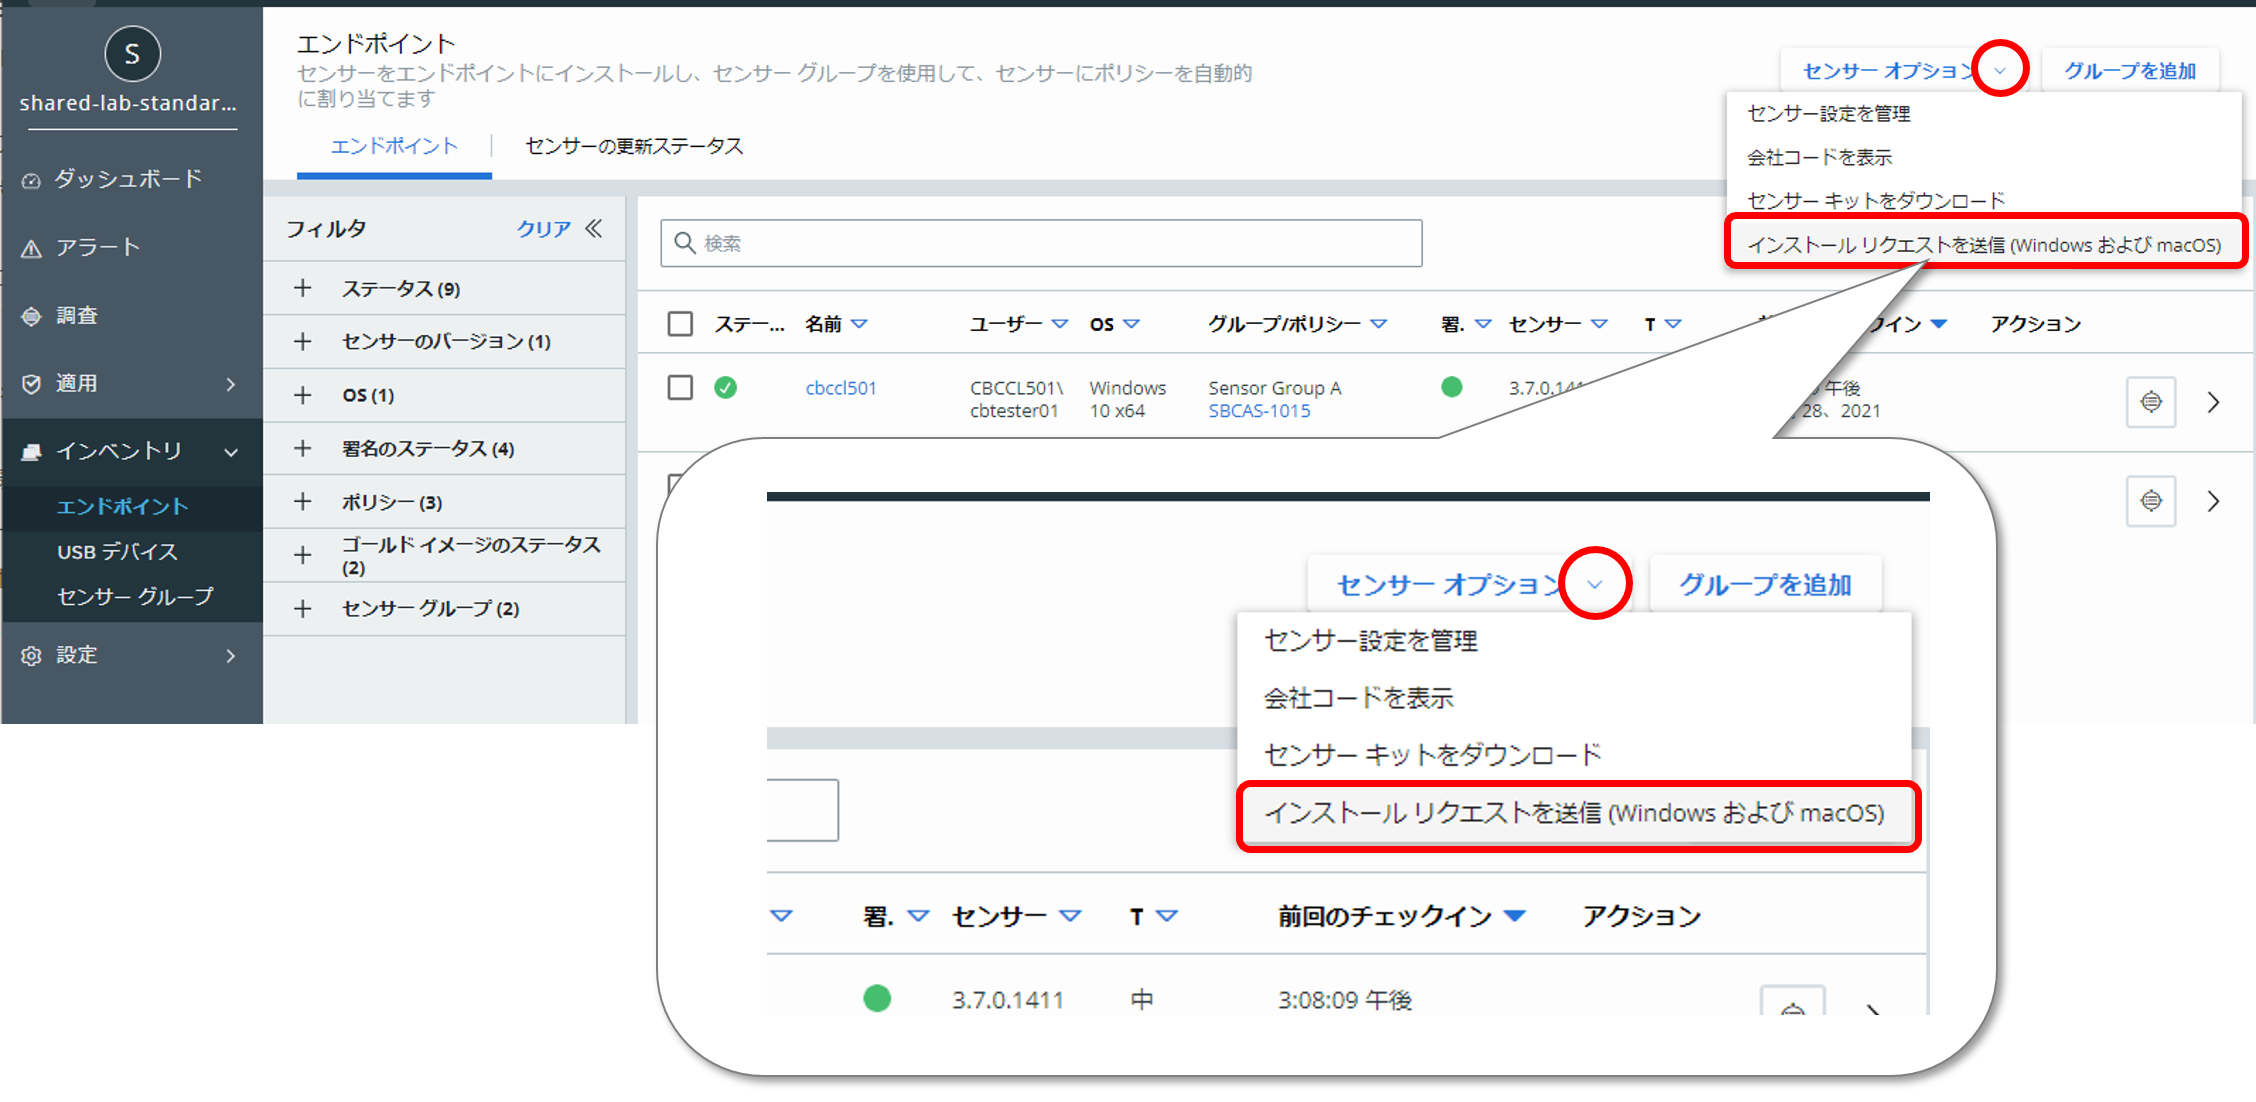 S
shared-lab-standar...
ダッシュボード
アラート
調査
適用
インベントリ
エンドポイント
USB デバイス
センサー グループ
設定
エンドポイント
センサーをエンドポイントにインストールし、センサー グループを使用して、センサーにポリシーを自動的
に割り当てます
エンドポイント
センサーの更新ステータス
センサー オプション
グループを追加
センサー設定を管理
会社コードを表示
センサー キットをダウンロード
インストール リクエストを送信 (Windows および macOS)
フィルタ
クリア
ステータス (9)
センサーのバージョン (1)
OS (1)
署名のステータス (4)
ポリシー (3)
ゴールド イメージのステータス
(2)
センサー グループ (2)
検索
ステー... 名前 ユーザー OS グループ/ポリシー 署. センサー T クイン アクション
cbccl501 CBCCL501\ Windows Sensor Group A 3.7.0.141 午後
cbtester01 10 x64 SBCAS-1015 28、2021
センサー オプション
グループを追加
センサー設定を管理
会社コードを表示
センサー キットをダウンロード
インストール リクエストを送信 (Windows および macOS)
署. センサー T 前回のチェックイン アクション
3.7.0.1411 中 3:08:09 午後